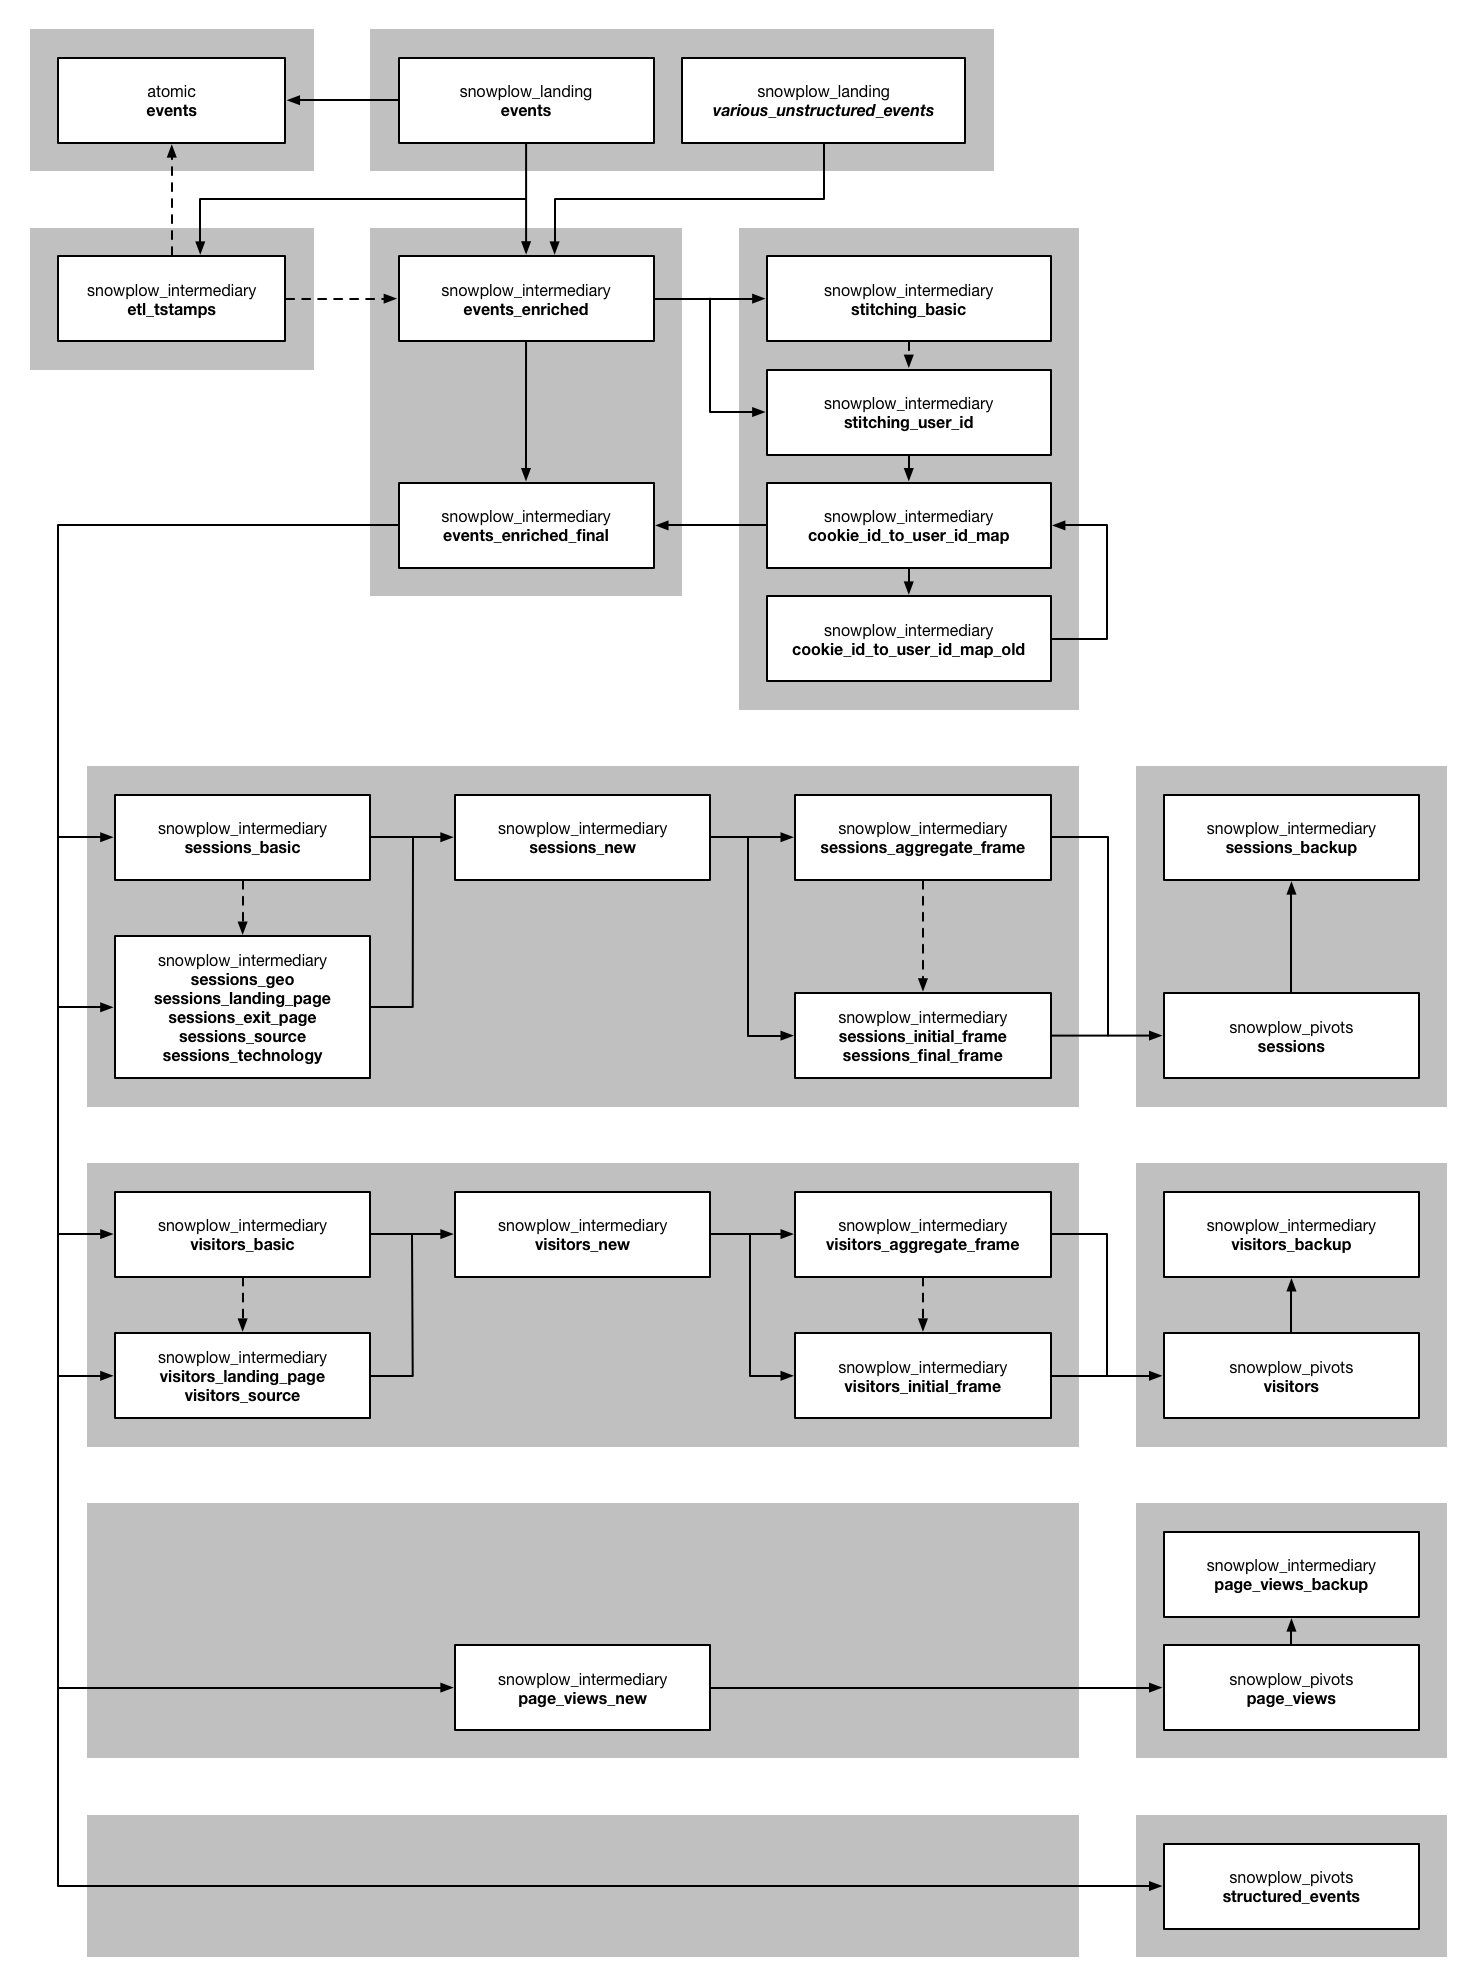 atomic
events
snowplow_landing
events
snowplow_landing
various_unstructured_events
snowplow_intermediary
etl_tstamps
snowplow_intermediary
events_enriched
snowplow_intermediary
stitching_basic
snowplow_intermediary
stitching_user_id
snowplow_intermediary
events_enriched_final
snowplow_intermediary
cookie_id_to_user_id_map
snowplow_intermediary
cookie_id_to_user_id_map_old
snowplow_intermediary
sessions_basic
snowplow_intermediary
sessions_new
snowplow_intermediary
sessions_aggregate_frame
snowplow_intermediary
sessions_backup
snowplow_intermediary
sessions_geo
sessions_landing_page
sessions_exit_page
sessions_source
sessions_technology
snowplow_intermediary
sessions_initial_frame
sessions_final_frame
snowplow_pivots
sessions
snowplow_intermediary
visitors_basic
snowplow_intermediary
visitors_new
snowplow_intermediary
visitors_aggregate_frame
snowplow_intermediary
visitors_backup
snowplow_intermediary
visitors_landing_page
visitors_source
snowplow_intermediary
visitors_initial_frame
snowplow_pivots
visitors
snowplow_intermediary
page_views_backup
snowplow_intermediary
page_views_new
snowplow_pivots
page_views
snowplow_pivots
structured_events